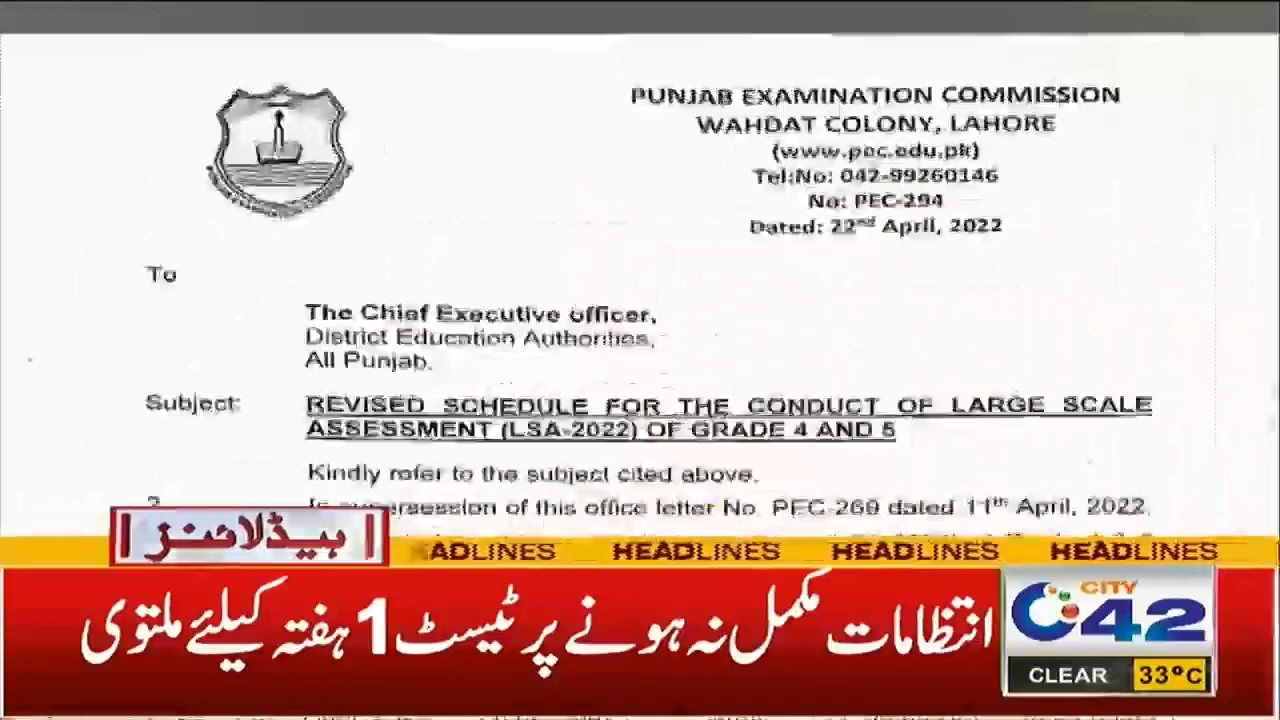 PUNJAB EXAMINATION COMMISSION
WAHDAT COLONY, LAHORE
(www.pec.edu.pk)
Tel:No: 042-99260146
No: PEC-294
Dated: 22nd April, 2022
To
The Chief Executive officer,
District Education Authorities,
All Punjab.
Subject: REVISED SCHEDULE FOR THE CONDUCT OF LARGE SCALE
ASSESSMENT (LSA-2022) OF GRADE 4 AND 5
Kindly refer to the subject cited above.
of this office letter No. PEC-269 dated 11th April, 2022.
ہیڈلائنز
ADLINES HEADLINES HEADLINES HEADLINES
انتظامات مکمل نہ ہونے پر ٹیسٹ 1 ہفتہ کیلئے ملتوی
CITY
42
CLEAR 33°C